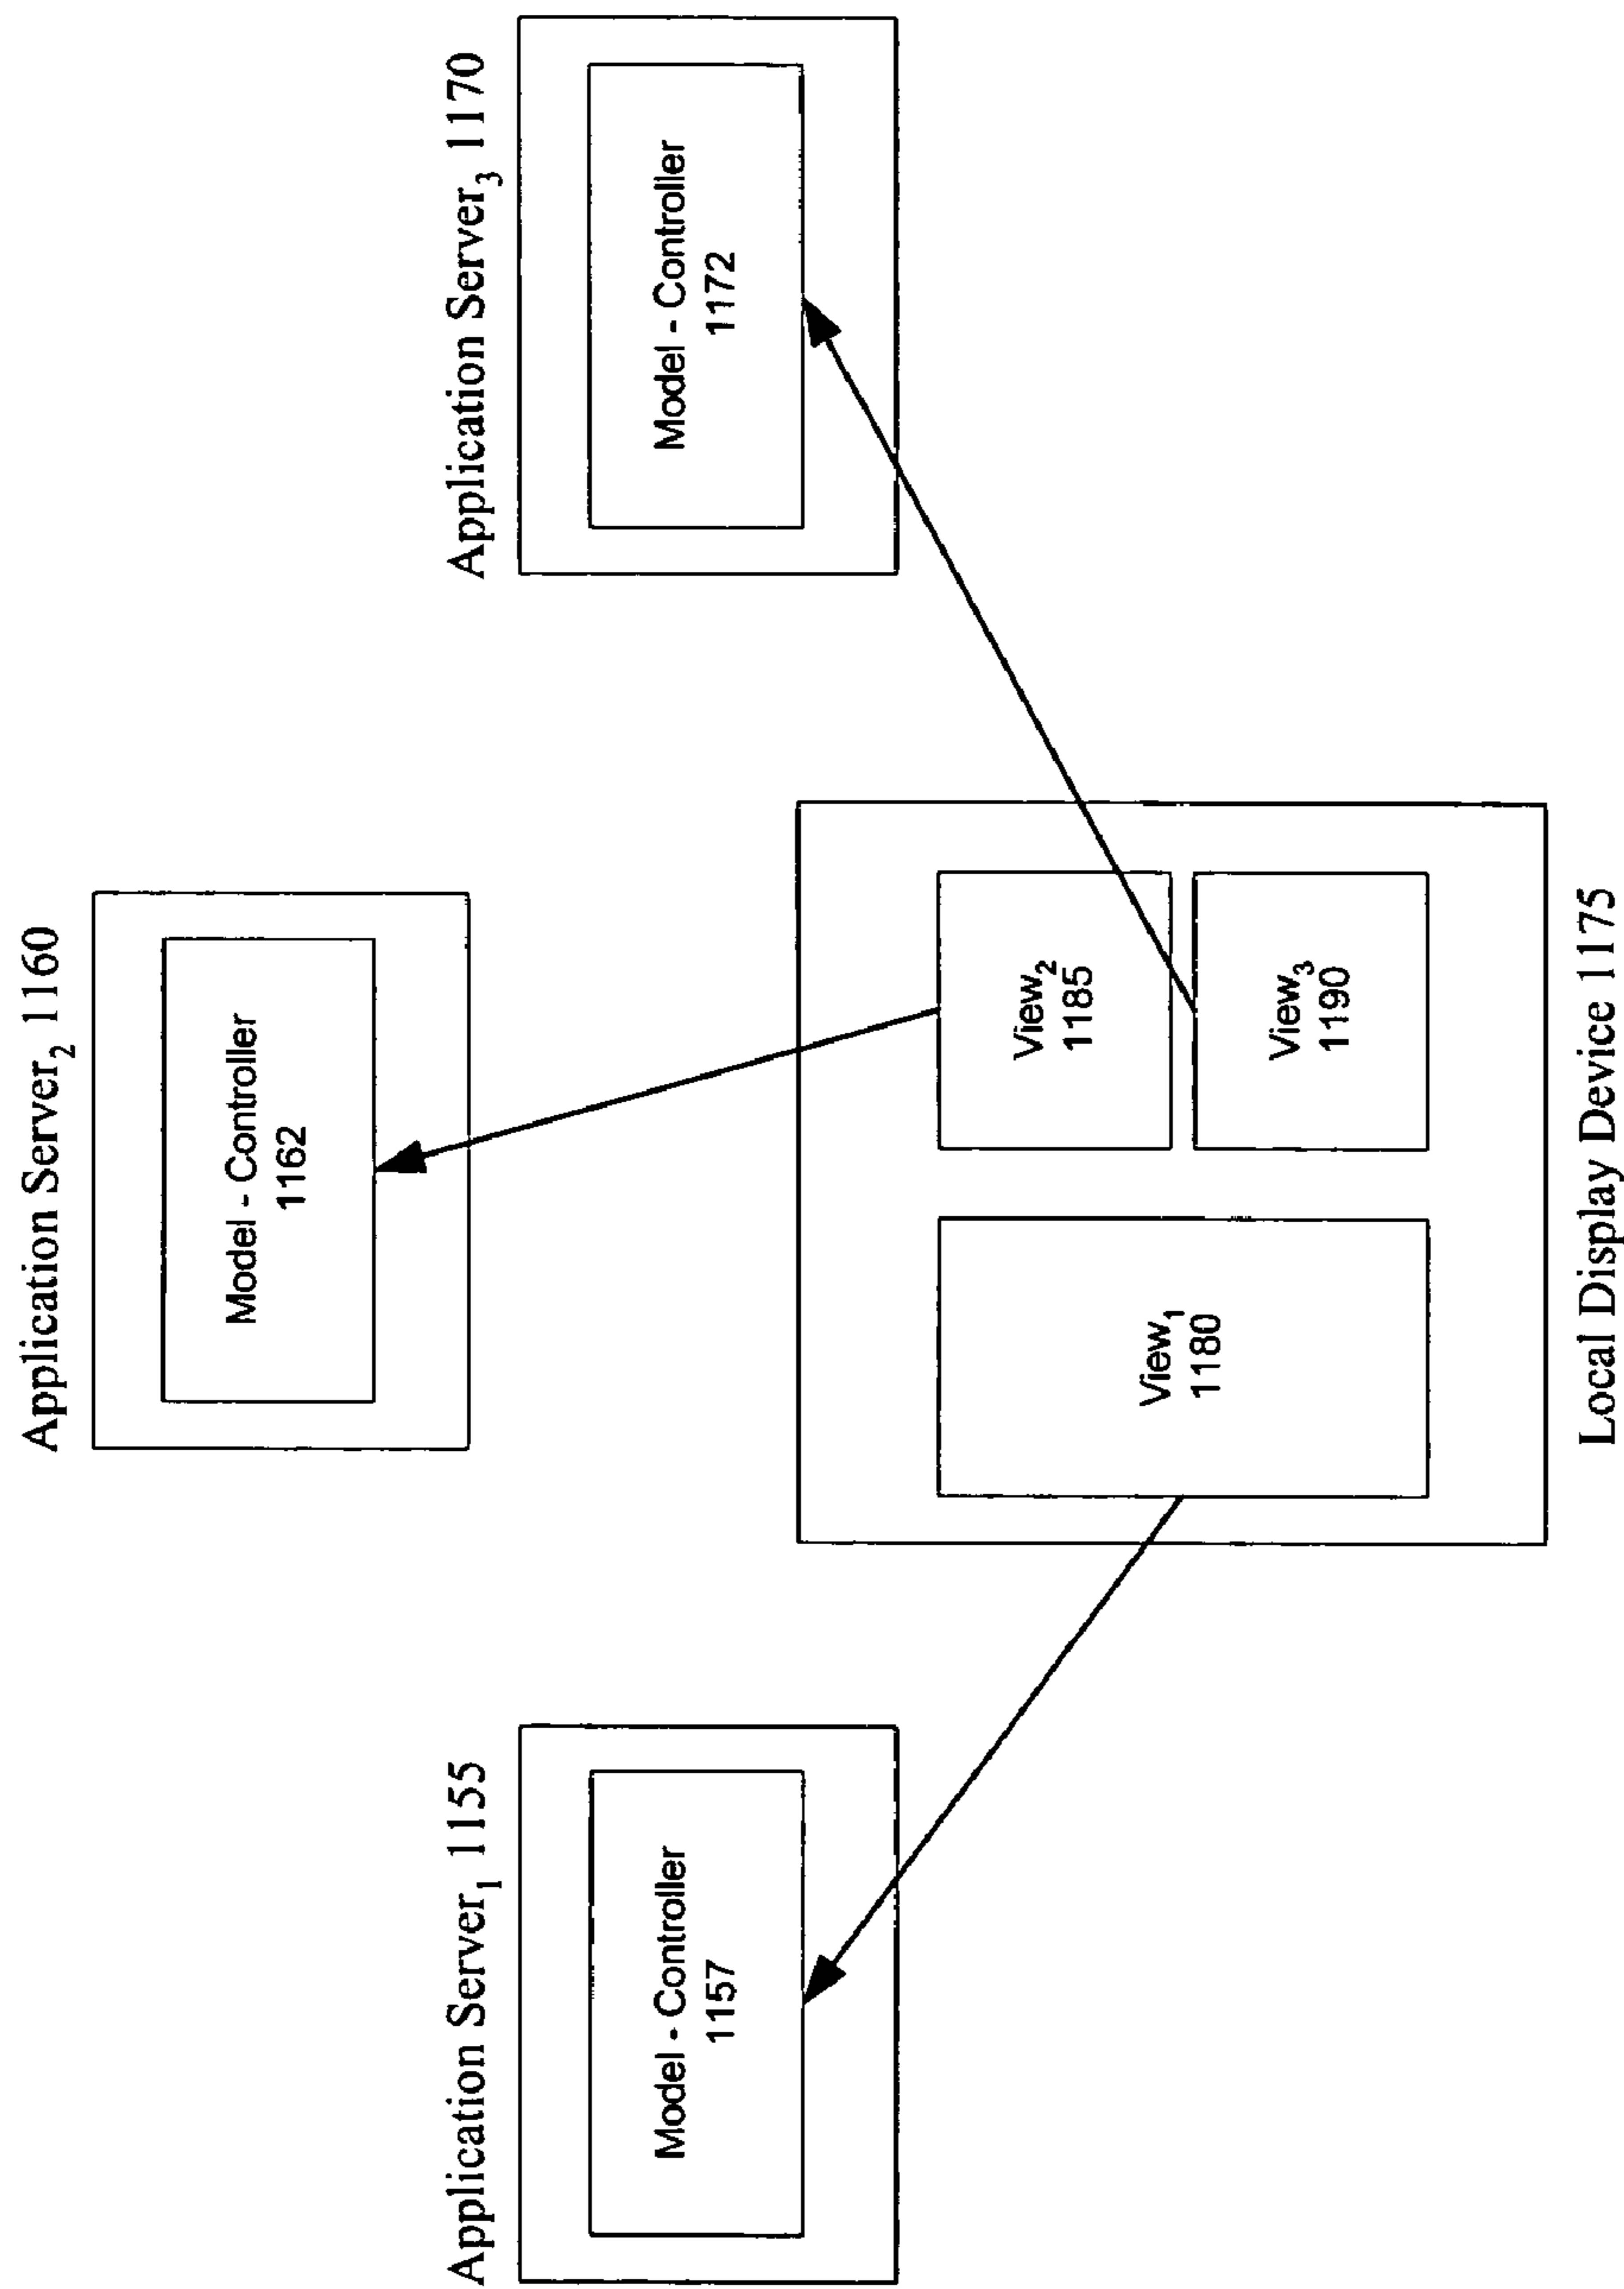 Application Server₂ 1160
Model - Controller
1162
Application Server₁ 1155
Model - Controller
1157
Application Server₃ 1170
Model - Controller
1172
View₁
1180
View₂
1185
View₃
1190
Local Display Device 1175